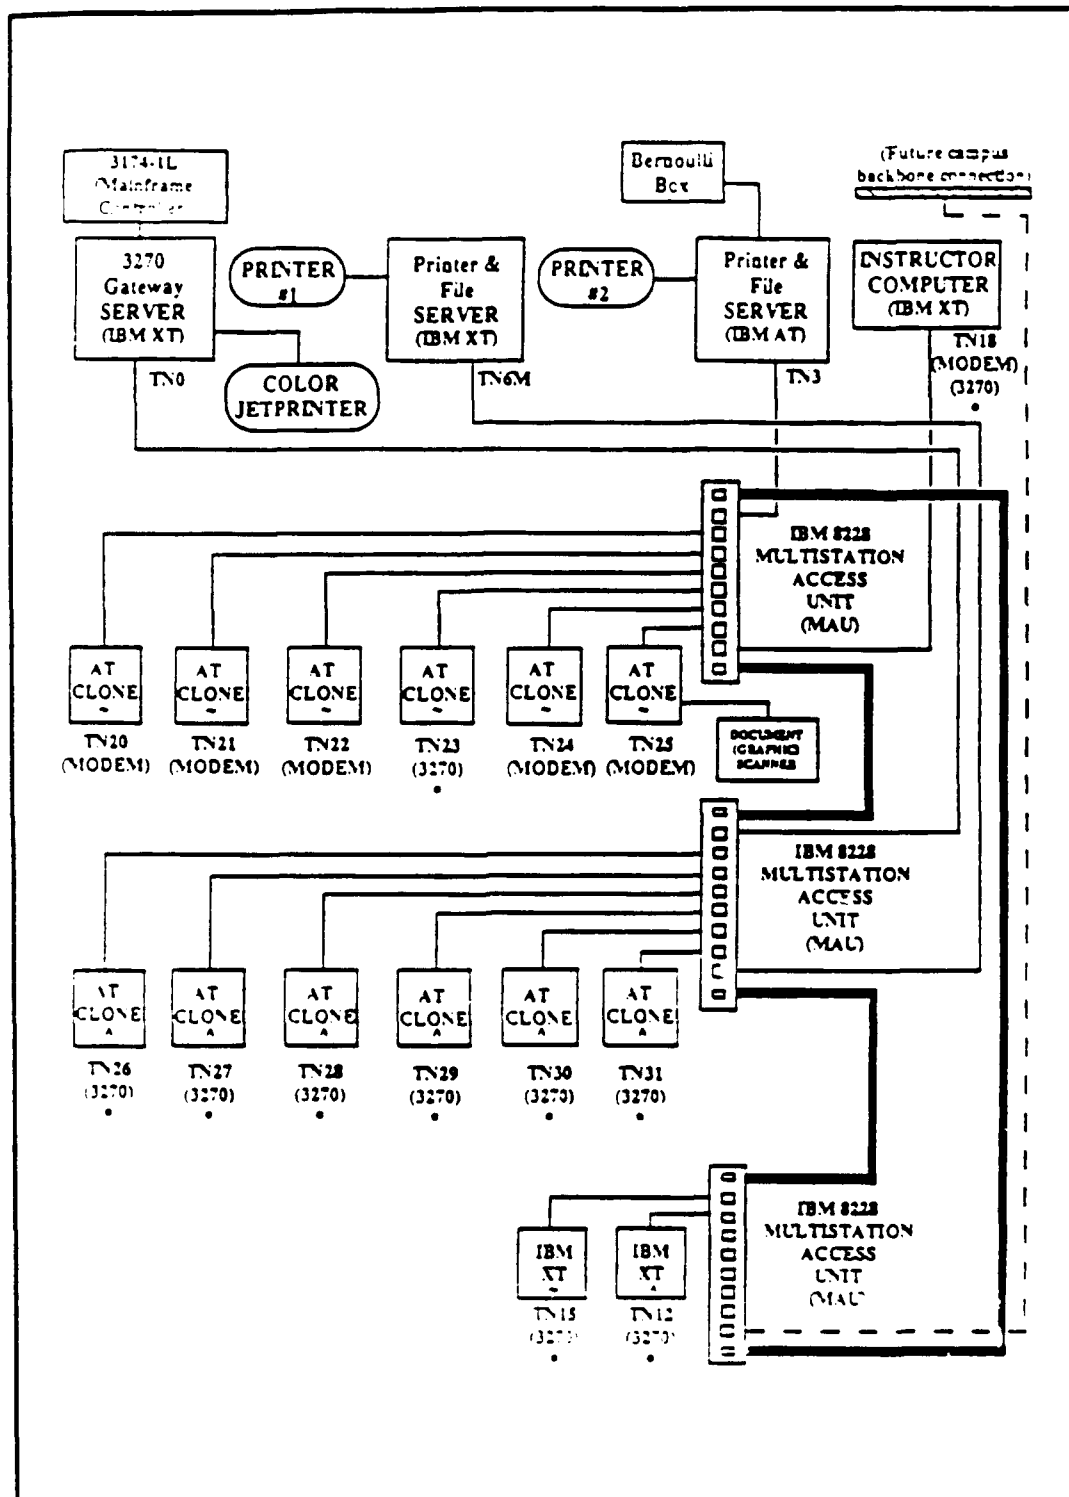 3174-1L
(Mainframe
Controller
3270
Gateway
SERVER
(IBM XT)
TN0
COLOR
JETPRINTER
PRINTER
#1
Printer &
File
SERVER
(IBM XT)
TN6M
PRINTER
#2
Bernoulli
Box
Printer &
File
SERVER
(IBM AT)
TN3
(Future campus
backbone connection)
INSTRUCTOR
COMPUTER
(IBM XT)
TN18
(MODEM)
(3270)
•
IBM 8228
MULTISTATION
ACCESS
UNIT
(MAU)
AT
CLONE
~
TN20
(MODEM)
AT
CLONE
~
TN21
(MODEM)
AT
CLONE
~
TN22
(MODEM)
AT
CLONE
~
TN23
(3270)
•
AT
CLONE
~
TN24
(MODEM)
AT
CLONE
~
TN25
(MODEM)
DOCUMENT
(GRAPHICS
SCANNER
IBM 8228
MULTISTATION
ACCESS
UNIT
(MAU)
AT
CLONE
^
TN26
(3270)
•
AT
CLONE
^
TN27
(3270)
•
AT
CLONE
^
TN28
(3270)
•
AT
CLONE
^
TN29
(3270)
•
AT
CLONE
^
TN30
(3270)
•
AT
CLONE
^
TN31
(3270)
•
IBM 8228
MULTISTATION
ACCESS
UNIT
(MAU)
IBM
XT
~
TN15
(3270)
•
IBM
XT
^
TN12
(3270)
•